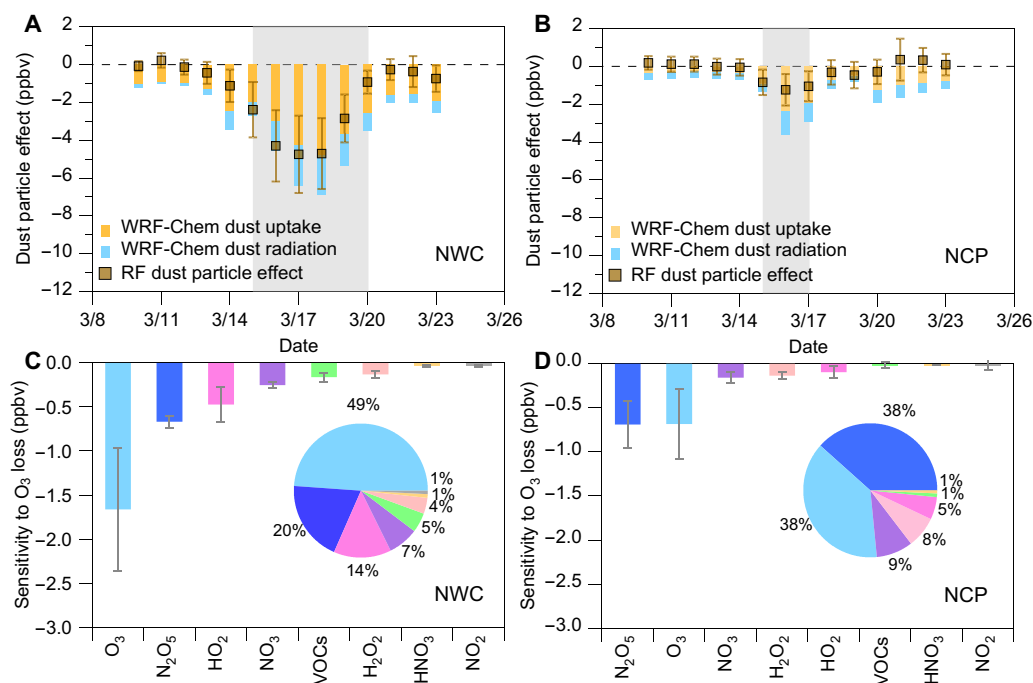 A
2
0
−2
−4
−6
−8
−10
−12
Dust particle effect (ppbv)
WRF-Chem dust uptake
WRF-Chem dust radiation
RF dust particle effect
NWC
3/8 3/11 3/14 3/17 3/20 3/23 3/26
Date
B
2
0
−2
−4
−6
−8
−10
−12
Dust particle effect (ppbv)
WRF-Chem dust uptake
WRF-Chem dust radiation
RF dust particle effect
NCP
3/8 3/11 3/14 3/17 3/20 3/23 3/26
Date
C
0.0
−0.5
−1.0
−1.5
−2.0
−2.5
−3.0
Sensitivity to O3 loss (ppbv)
49%
1%
1%
4%
5%
7%
14%
20%
NWC
O3 N2O5 HO2 NO3 VOCs H2O2 HNO3 NO2
D
0.0
−0.5
−1.0
−1.5
−2.0
−2.5
−3.0
Sensitivity to O3 loss (ppbv)
38%
1%
1%
5%
8%
9%
38%
NCP
N2O5 O3 NO3 H2O2 HO2 VOCs HNO3 NO2